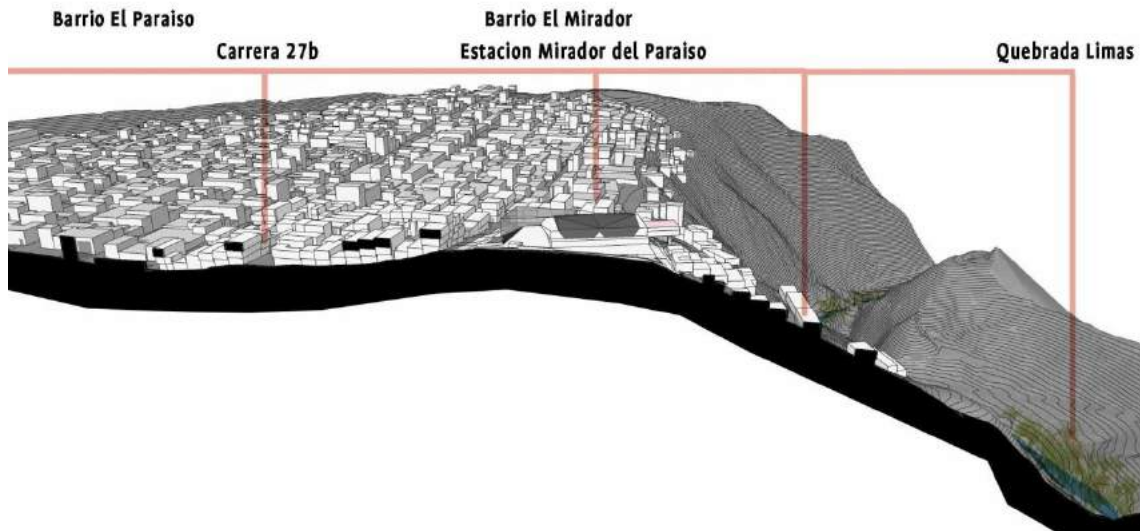 Barrio El Paraiso
Barrio El Mirador
Carrera 27b
Estacion Mirador del Paraiso
Quebrada Limas